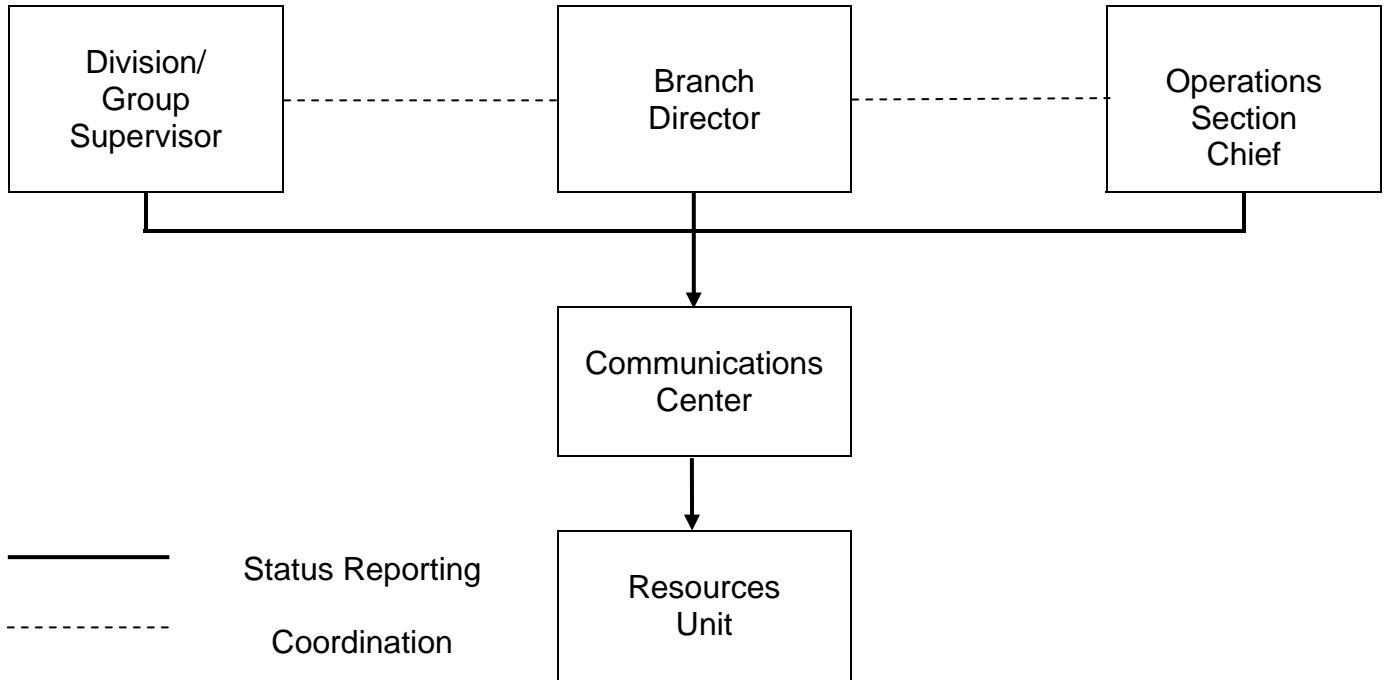 Division/
Group
Supervisor
Branch
Director
Operations
Section
Chief
Communications
Center
Resources
Unit
Status Reporting
Coordination